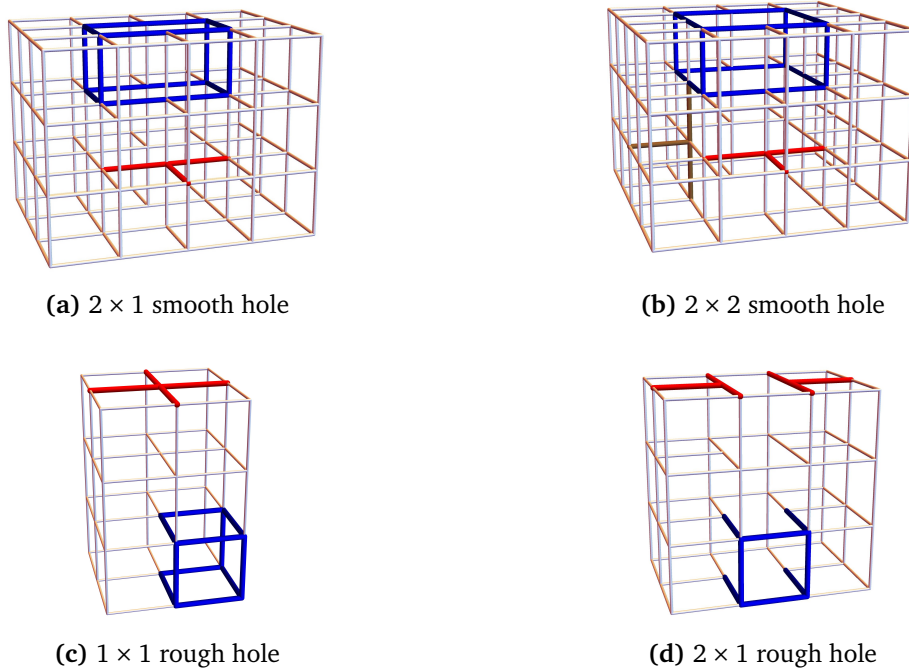 (a) 2 × 1 smooth hole
(b) 2 × 2 smooth hole
(c) 1 × 1 rough hole
(d) 2 × 1 rough hole